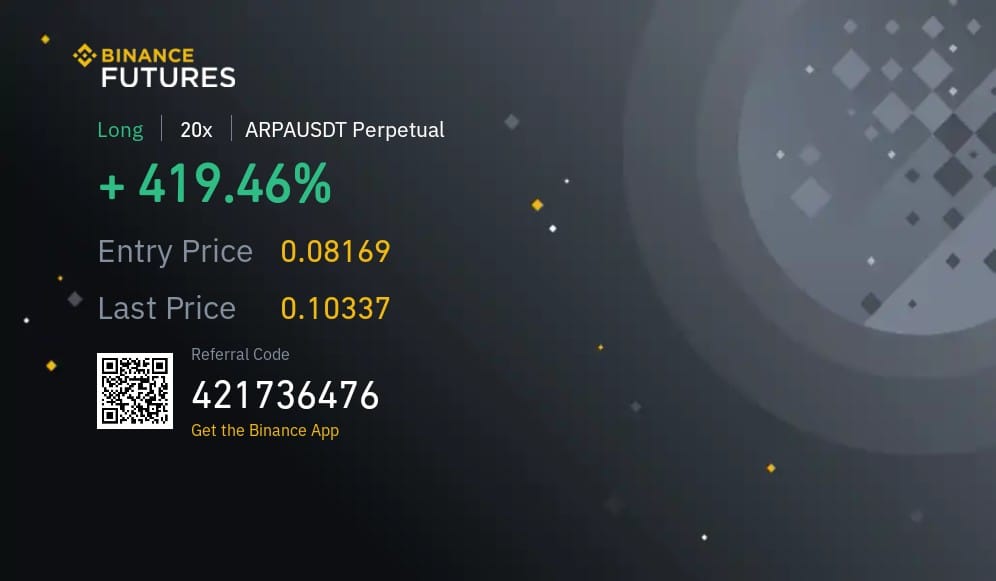 BINANCE
FUTURES
Long | 20x | ARPAUSDT Perpetual
+ 419.46%
Entry Price 0.08169
Last Price 0.10337
Referral Code
421736476
Get the Binance App